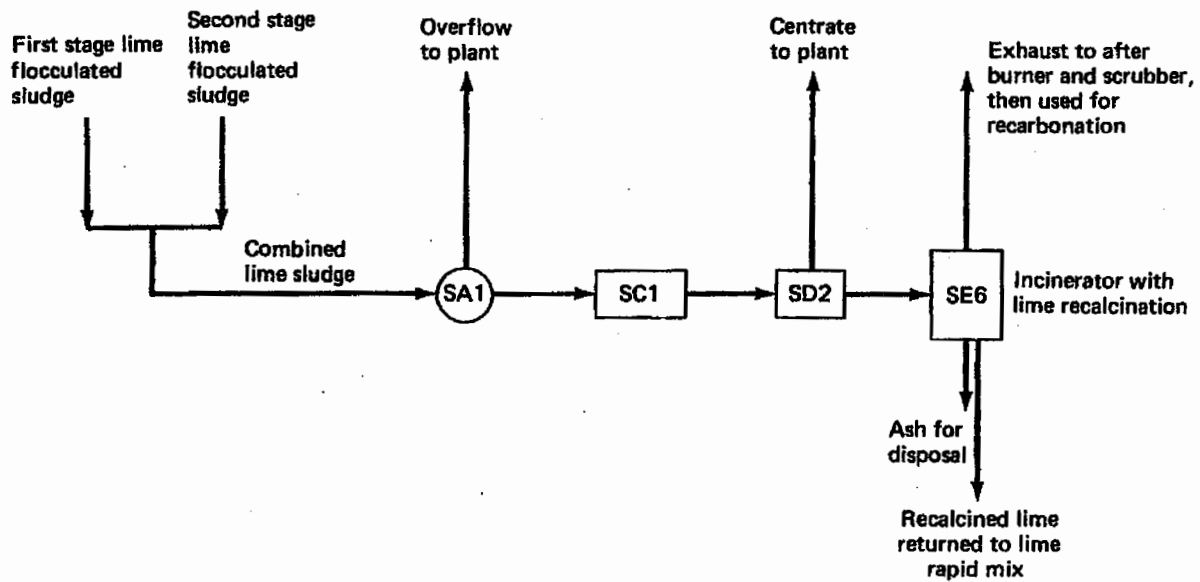 First stage lime
flocculated
sludge
Second stage
lime
flocculated
sludge
Overflow
to plant
Centrate
to plant
Exhaust to after
burner and scrubber,
then used for
recarbonation
Combined
lime sludge
SA1
SC1
SD2
SE6
Incinerator with
lime recalcination
Ash for
disposal
Recalcined lime
returned to lime
rapid mix